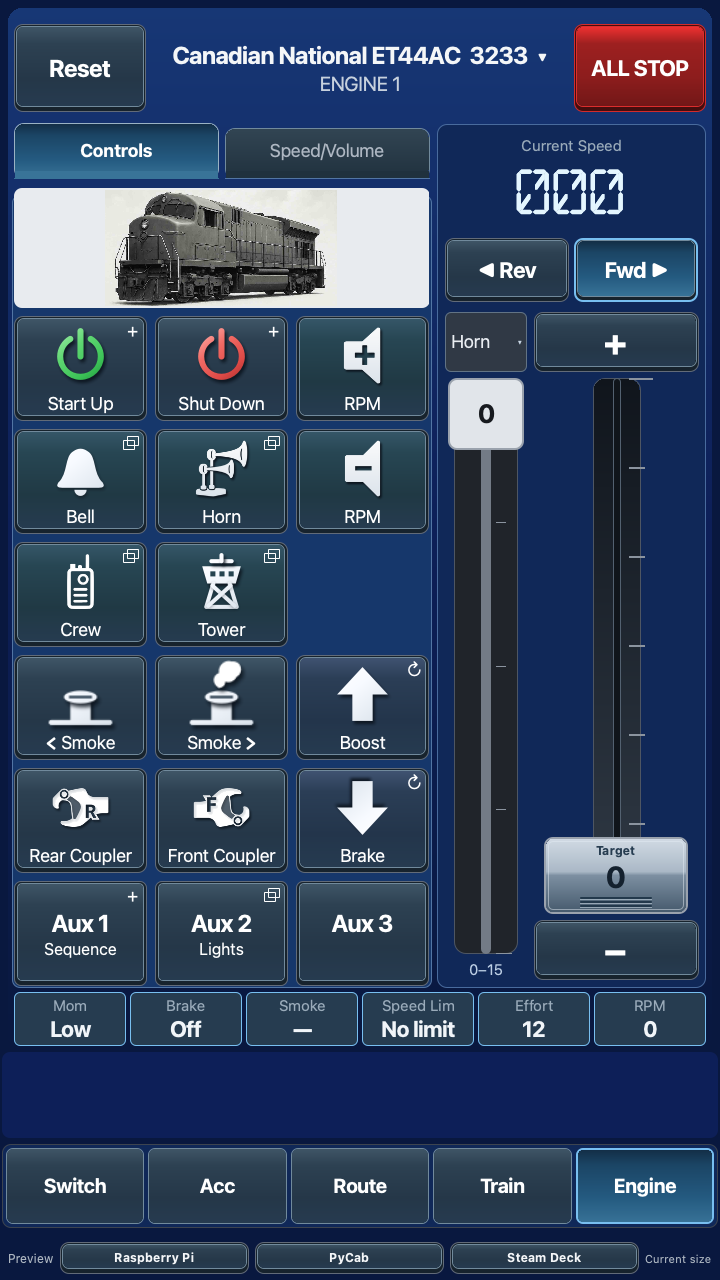 Reset
Canadian National ET44AC 3233 ▼
ENGINE 1
ALL STOP
Controls
Speed/Volume
Current Speed
000
◀ Rev
Fwd ▶
Horn
+
Start Up
+
Shut Down
+
RPM
Bell
Horn
RPM
Crew
Tower
< Smoke
Smoke >
Boost
R
Rear Coupler
F
Front Coupler
Brake
Aux 1
+
Sequence
Aux 2
Lights
Aux 3
0
0–15
Target
0
–
Mom
Low
Brake
Off
Smoke
—
Speed Lim
No limit
Effort
12
RPM
0
Switch
Acc
Route
Train
Engine
Preview
Raspberry Pi
PyCab
Steam Deck
Current size